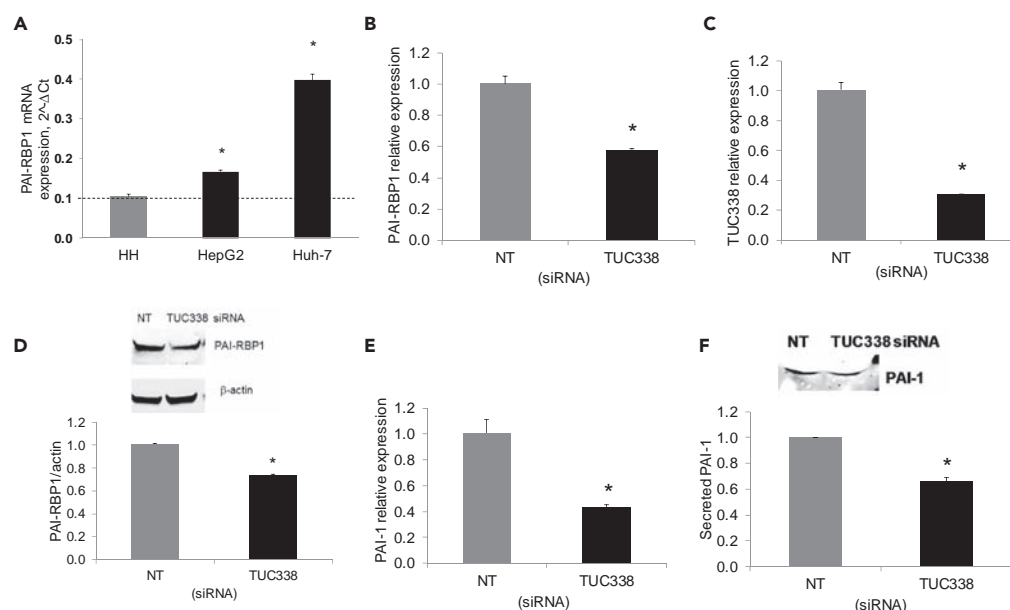 A
PAI-RBP1 mRNA
expression, 2^-ΔCt
0.5
0.4
0.3
0.2
0.1
0.0
*
*
HH HepG2 Huh-7
B
PAI-RBP1 relative expression
1.2
1.0
0.8
0.6
0.4
0.2
0.0
*
NT TUC338
(siRNA)
C
TUC338 relative expression
1.2
1.0
0.8
0.6
0.4
0.2
0.0
*
NT TUC338
(siRNA)
D
NT TUC338 siRNA
PAI-RBP1
β-actin
PAI-RBP1/actin
1.2
1.0
0.8
0.6
0.4
0.2
0.0
*
NT TUC338
(siRNA)
E
PAI-1 relative expression
1.2
1.0
0.8
0.6
0.4
0.2
0.0
*
NT TUC338
(siRNA)
F
NT TUC338 siRNA
PAI-1
Secreted PAI-1
1.2
1.0
0.8
0.6
0.4
0.2
0.0
*
NT TUC338
(siRNA)